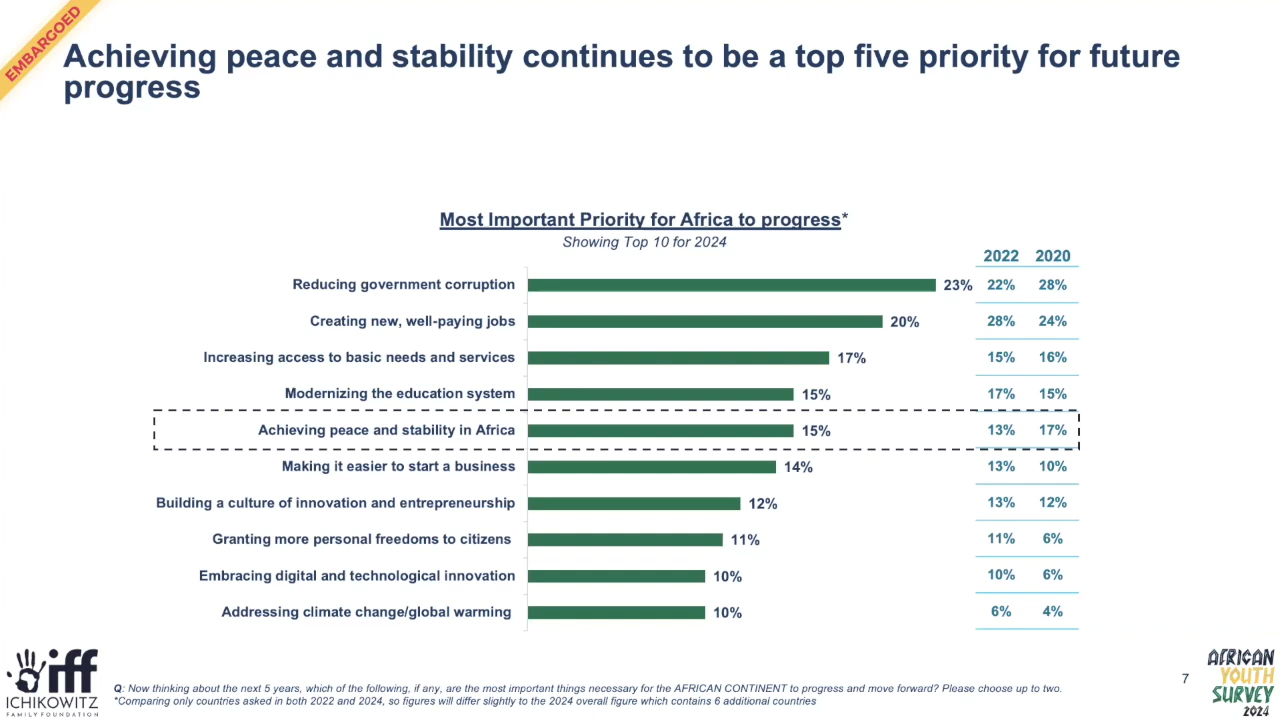 EMBARGOED
Achieving peace and stability continues to be a top five priority for future
progress
Most Important Priority for Africa to progress*
Showing Top 10 for 2024
2022 2020
Reducing government corruption 23% 22% 28%
Creating new, well-paying jobs 20% 28% 24%
Increasing access to basic needs and services 17% 15% 16%
Modernizing the education system 15% 17% 15%
Achieving peace and stability in Africa 15% 13% 17%
Making it easier to start a business 14% 13% 10%
Building a culture of innovation and entrepreneurship 12% 13% 12%
Granting more personal freedoms to citizens 11% 11% 6%
Embracing digital and technological innovation 10% 10% 6%
Addressing climate change/global warming 10% 6% 4%
iff
ICHIKOWITZ
FAMILY FOUNDATION
Q: Now thinking about the next 5 years, which of the following, if any, are the most important things necessary for the AFRICAN CONTINENT to progress and move forward? Please choose up to two.
*Comparing only countries asked in both 2022 and 2024, so figures will differ slightly to the 2024 overall figure which contains 6 additional countries
7
AFRICAN
YOUTH
SURVEY
2024